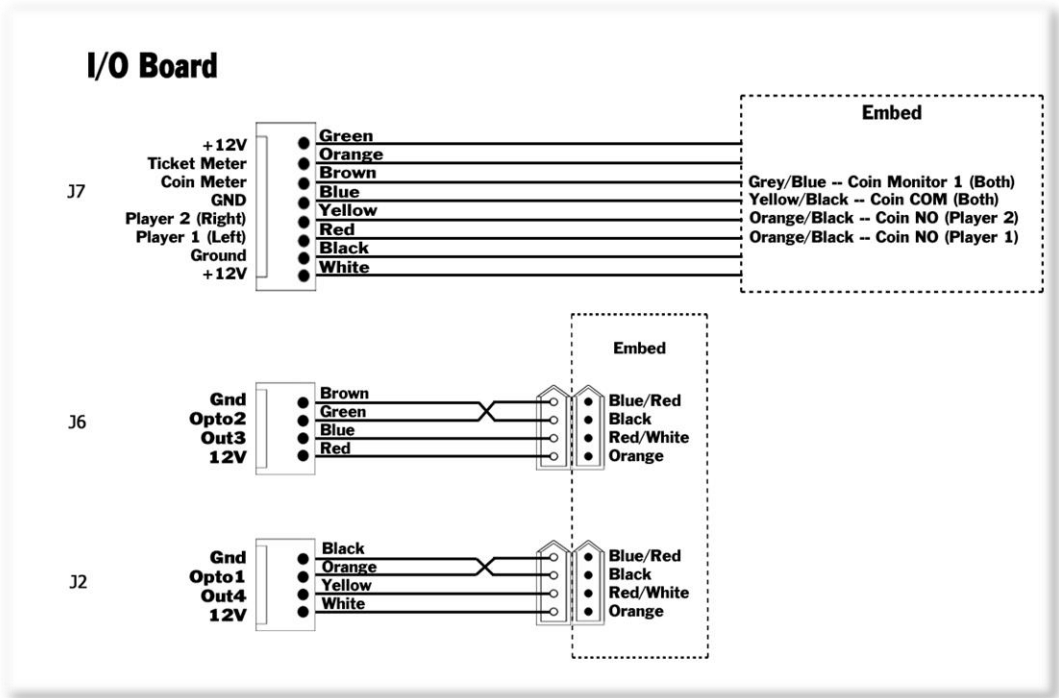 I/O Board
Embed
J7
+12V Green
Ticket Meter Orange
Coin Meter Brown Grey/Blue -- Coin Monitor 1 (Both)
GND Blue Yellow/Black -- Coin COM (Both)
Player 2 (Right) Yellow Orange/Black -- Coin NO (Player 2)
Player 1 (Left) Red Orange/Black -- Coin NO (Player 1)
Ground Black
+12V White
Embed
J6
Gnd Brown Blue/Red
Opto2 Green Black
Out3 Blue Red/White
12V Red Orange
J2
Gnd Black Blue/Red
Opto1 Orange Black
Out4 Yellow Red/White
12V White Orange